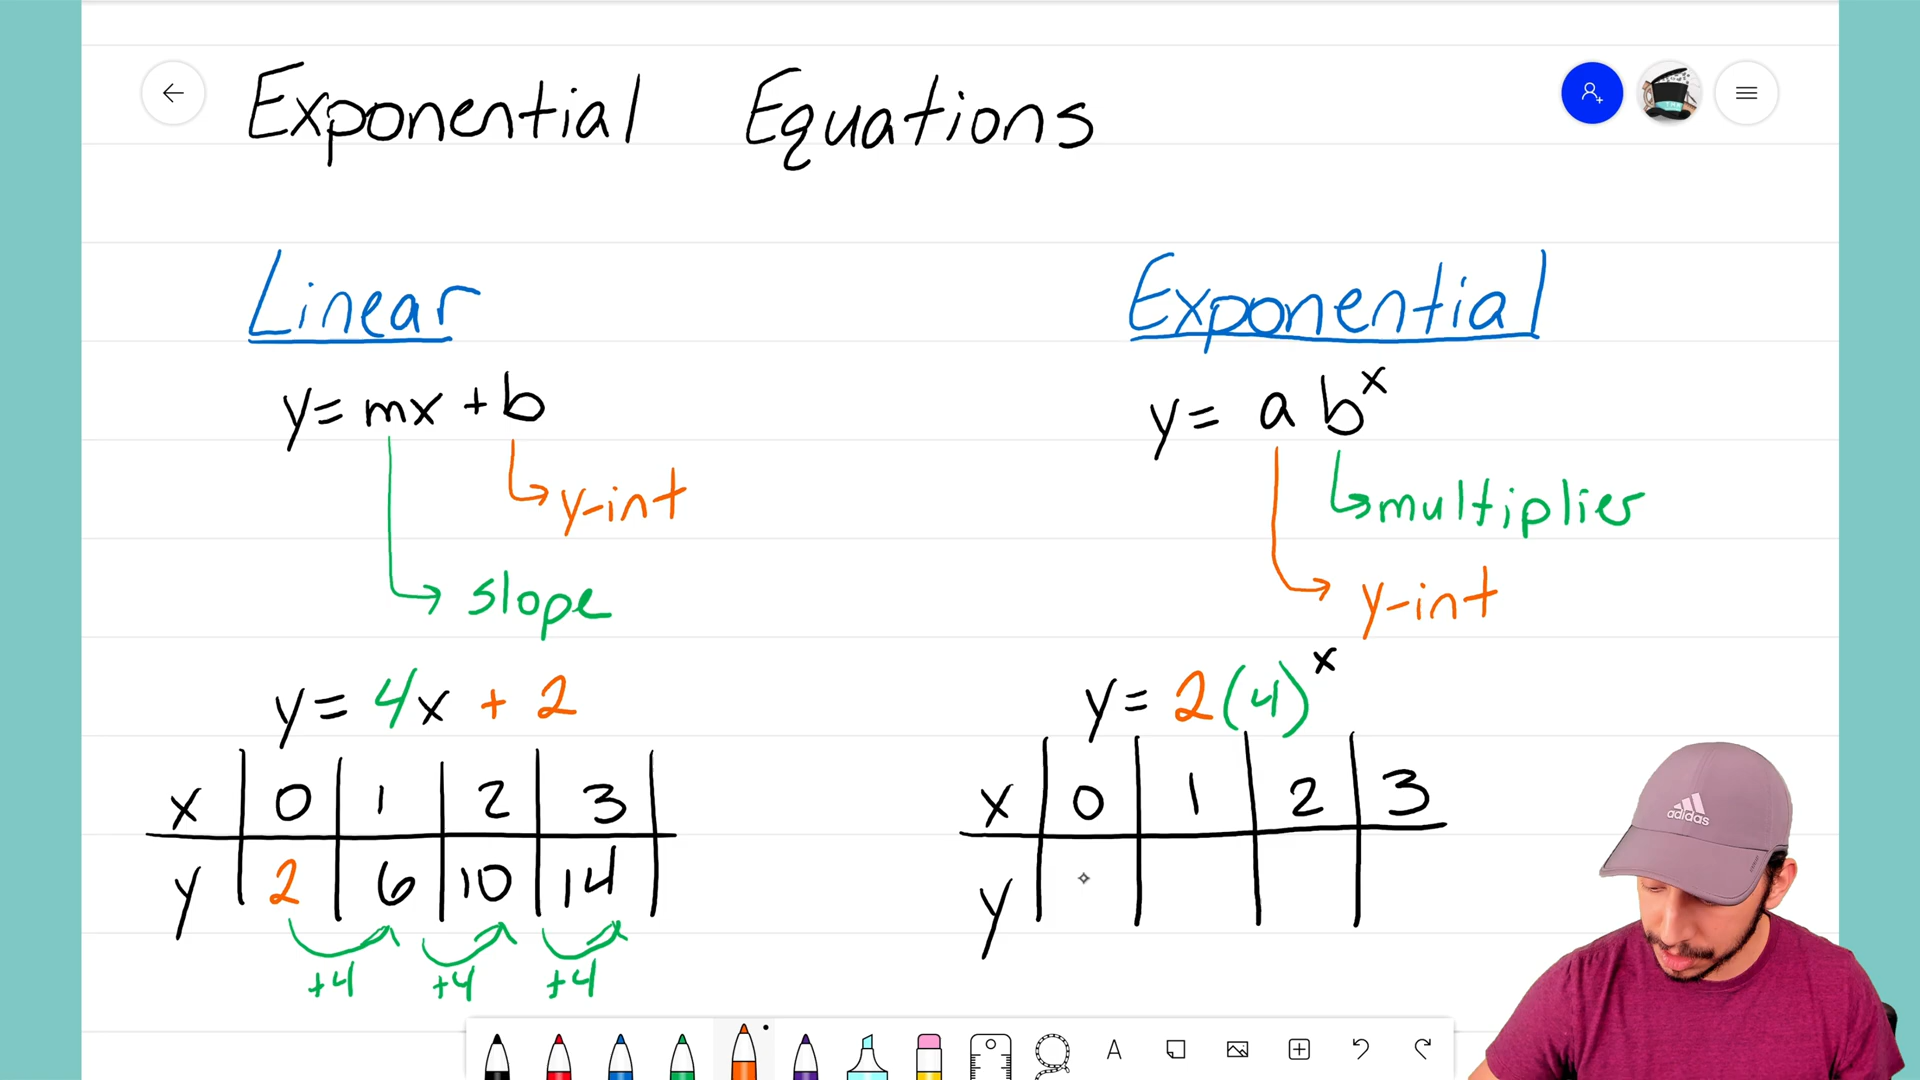 Exponential Equations
Linear
y = mx + b
y-int
slope
y = 4x + 2
x 0 1 2 3
y 2 6 10 14
+4 +4 +4
Exponential
y = a b^x
multiplier
y-int
y = 2(4)^x
x 0 1 2 3
y
adidas
A